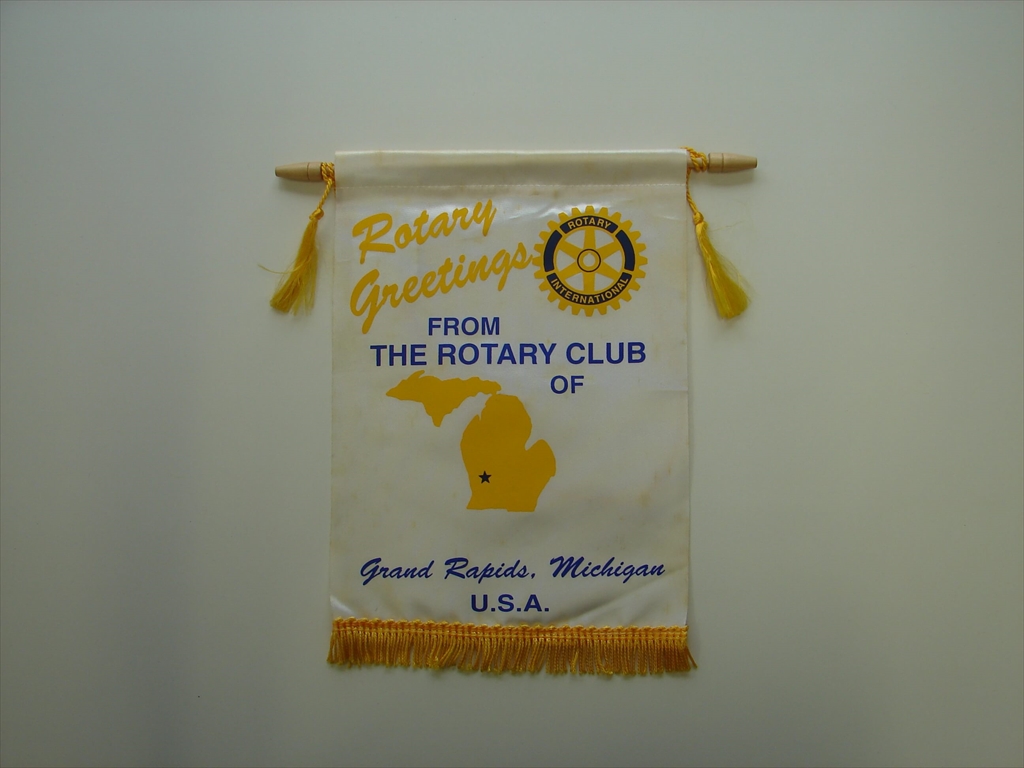 Rotary
Greetings
ROTARY
INTERNATIONAL
FROM
THE ROTARY CLUB
OF
Grand Rapids, Michigan
U.S.A.